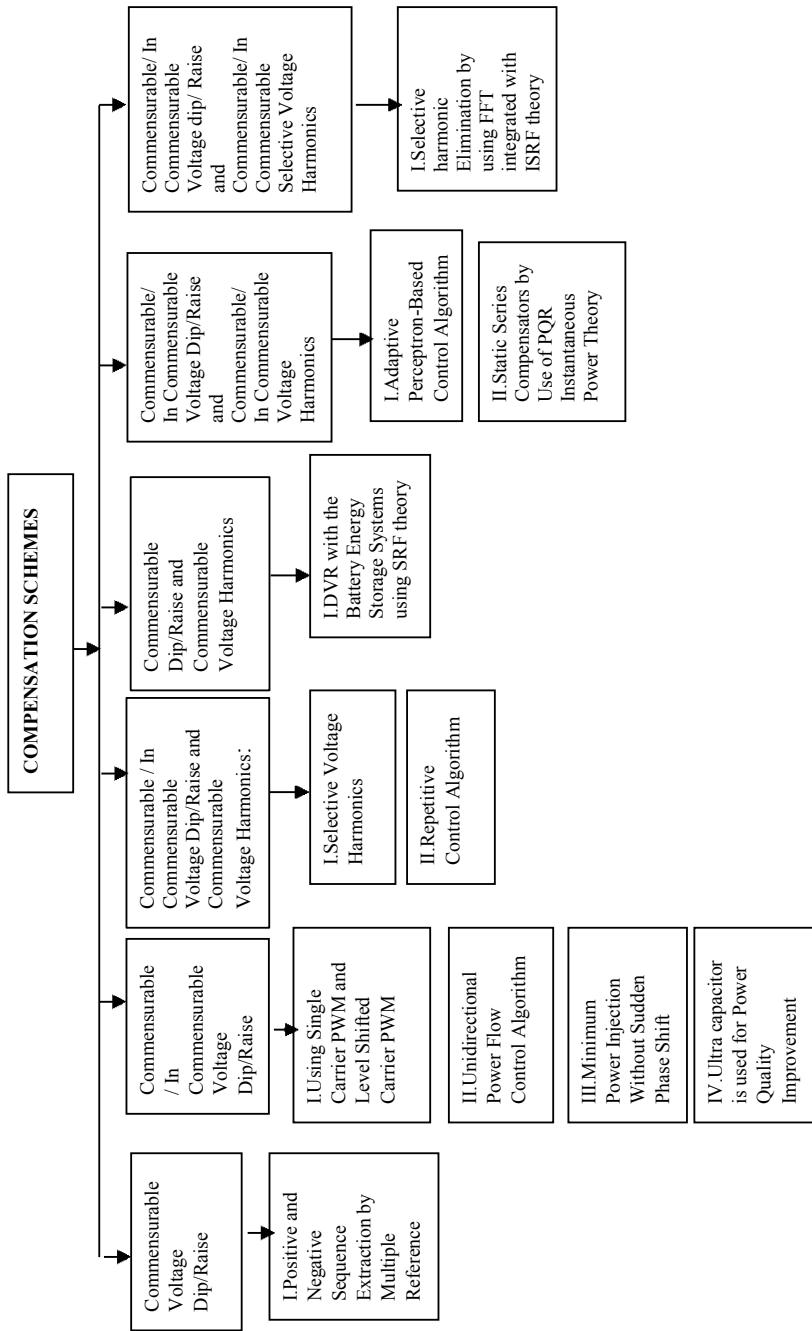 COMPENSATION SCHEMES
Commensurable
Voltage
Dip/Raise
I.Positive and
Negative
Sequence
Extraction by
Multiple
Reference
Commensurable
/ In
Commensurable
Voltage
Dip/Raise
I.Using Single
Carrier PWM and
Level Shifted
Carrier PWM
II.Unidirectional
Power Flow
Control Algorithm
III.Minimum
Power Injection
Without Sudden
Phase Shift
IV.Ultra capacitor
is used for Power
Quality
Improvement
Commensurable / In
Commensurable
Voltage Dip/Raise and
Commensurable
Voltage Harmonics:
I.Selective Voltage
Harmonics
II.Repetitive
Control Algorithm
Commensurable
Dip/Raise and
Commensurable
Voltage Harmonics
I.DVR with the
Battery Energy
Storage Systems
using SRF theory
Commensurable/
In Commensurable
Voltage Dip/Raise
and
Commensurable/
In Commensurable
Voltage
Harmonics
I.Adaptive
Perceptron-Based
Control Algorithm
II.Static Series
Compensators by
Use of PQR
Instantaneous
Power Theory
Commensurable/ In
Commensurable
Voltage dip/ Raise
and
Commensurable/ In
Commensurable
Selective Voltage
Harmonics
I.Selective
harmonic
Elimination by
using FFT
integrated with
ISRF theory